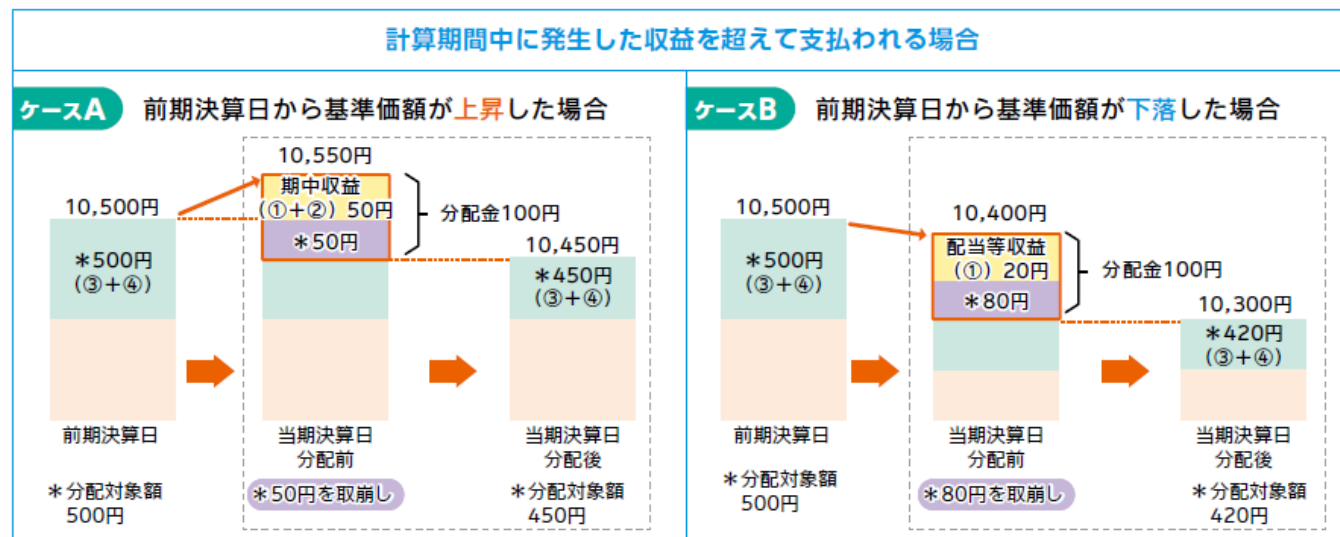 計算期間中に発生した収益を超えて支払われる場合
ケースA 前期決算日から基準価額が上昇した場合
10,550円
期中収益
(①+②) 50円
分配金100円
10,500円
*50円
10,450円
*500円
(③+④)
*450円
(③+④)
前期決算日
当期決算日
分配前
当期決算日
分配後
*分配対象額
500円
*50円を取崩し
*分配対象額
450円
ケースB 前期決算日から基準価額が下落した場合
10,500円
10,400円
配当等収益
(①) 20円
分配金100円
*500円
(③+④)
*80円
10,300円
*420円
(③+④)
前期決算日
当期決算日
分配前
当期決算日
分配後
*分配対象額
500円
*80円を取崩し
*分配対象額
420円